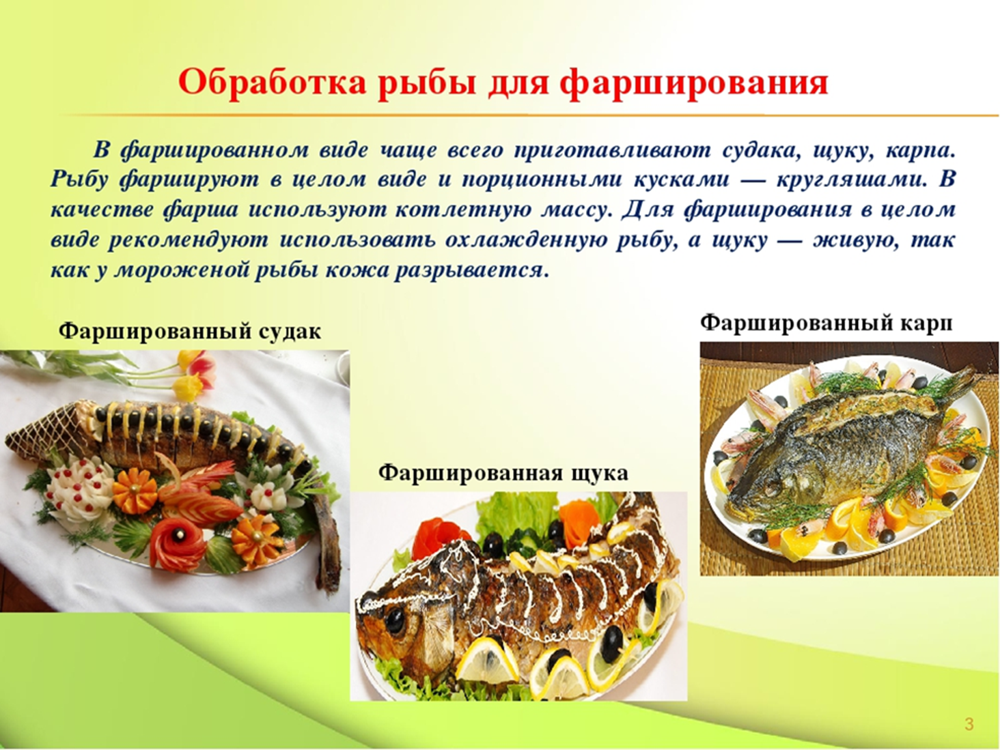 Обработка рыбы для фарширования
В фаршированном виде чаще всего приготавливают судака, щуку, карпа.
Рыбу фаршируют в целом виде и порционными кусками — кругляшами. В
качестве фарша используют котлетную массу. Для фарширования в целом
виде рекомендуют использовать охлажденную рыбу, а щуку — живую, так
как у мороженой рыбы кожа разрывается.
Фаршированный судак
Фаршированный карп
Фаршированная щука
3